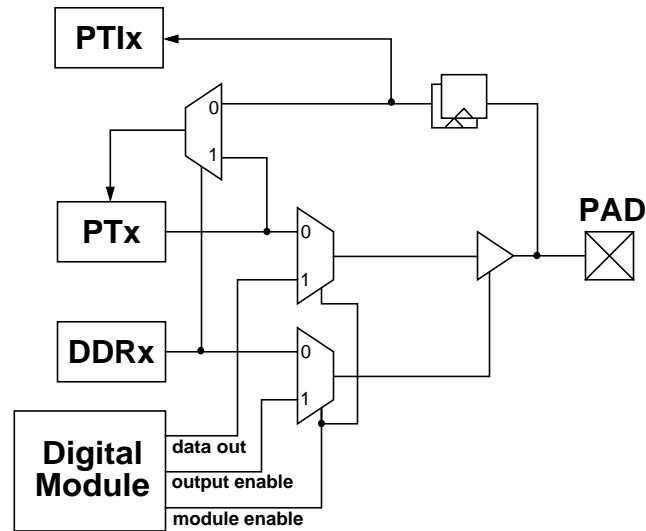 PTIx
0
1
PTx
PAD
0
1
DDRx
0
1
Digital
Module
data out
output enable
module enable